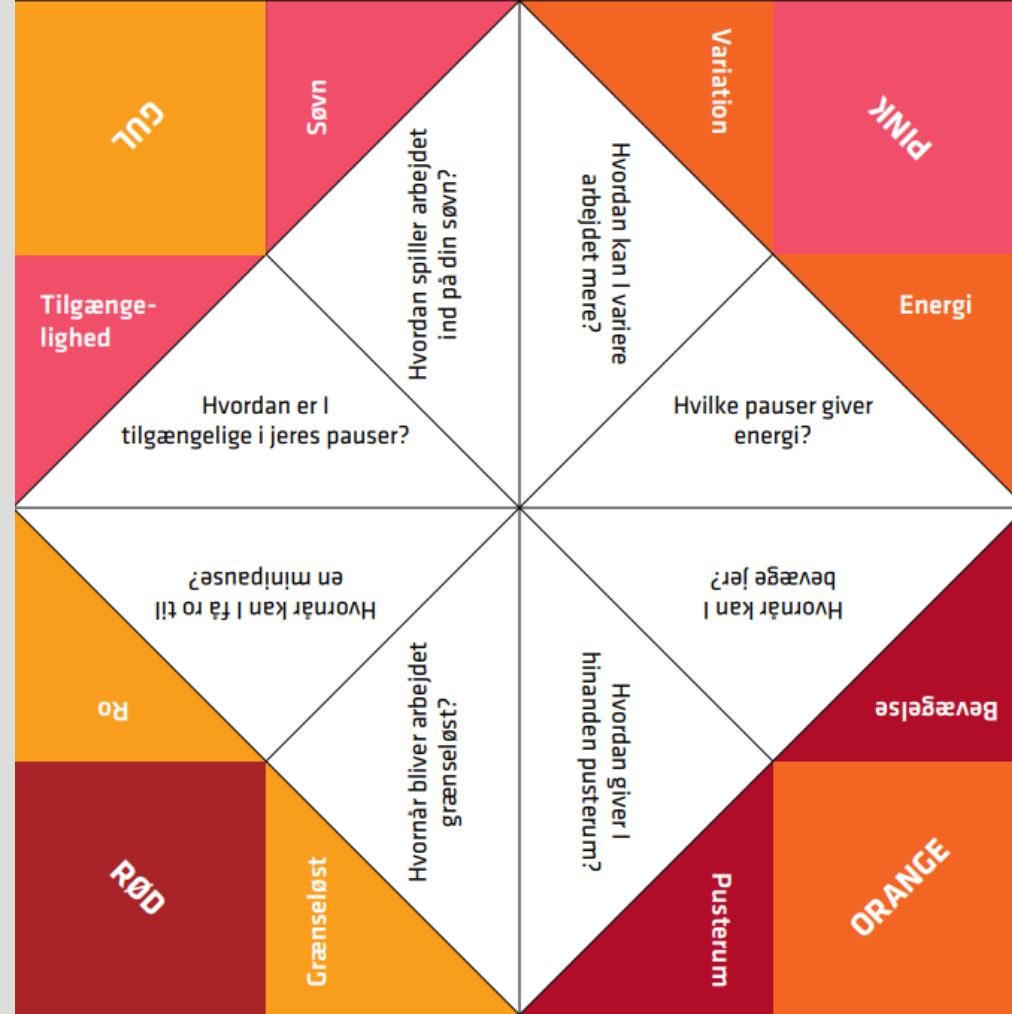 GUL
Søvn
Variation
PINK
Tilgænge-
lighed
Energi
Hvordan spiller arbejdet
ind på din søvn?
Hvordan kan I variere
arbejdet mere?
Hvordan er I
tilgængelige i jeres pauser?
Hvilke pauser giver
energi?
Hvornår kan I få ro til
en minipause?
Hvornår kan I
bevæge jer?
Hvornår bliver arbejdet
grænseløst?
Hvordan giver I
hinanden pusterum?
Ro
Bevægelse
RØD
Grænseløst
Pusterum
ORANGE